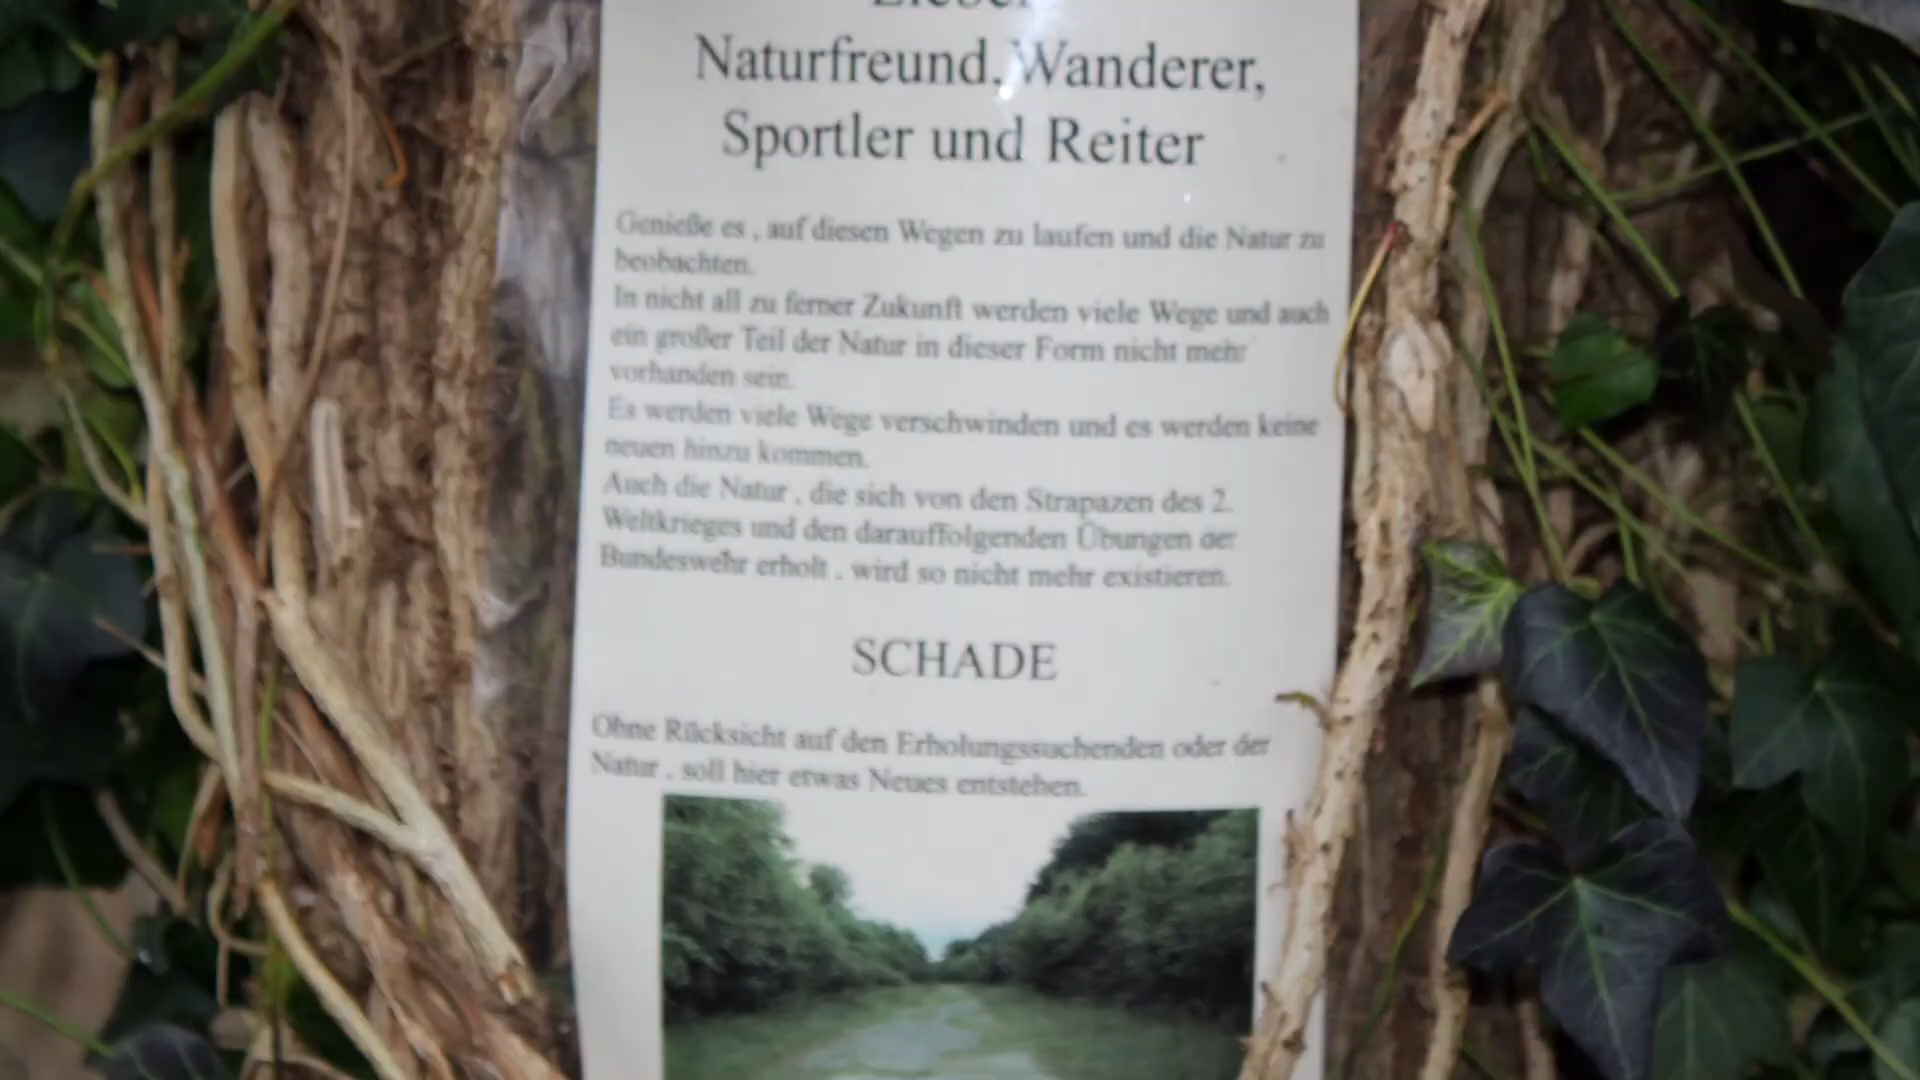 Lieber
Naturfreund, Wanderer,
Sportler und Reiter
Genieße es , auf diesen Wegen zu laufen und die Natur zu
beobachten.
In nicht all zu ferner Zukunft werden viele Wege und auch
ein großer Teil der Natur in dieser Form nicht mehr
vorhanden sein.
Es werden viele Wege verschwinden und es werden keine
neuen hinzu kommen.
Auch die Natur , die sich von den Strapazen des 2.
Weltkrieges und den darauffolgenden Übungen der
Bundeswehr erholt , wird so nicht mehr existieren.
SCHADE
Ohne Rücksicht auf den Erholungssuchenden oder der
Natur , soll hier etwas Neues entstehen.